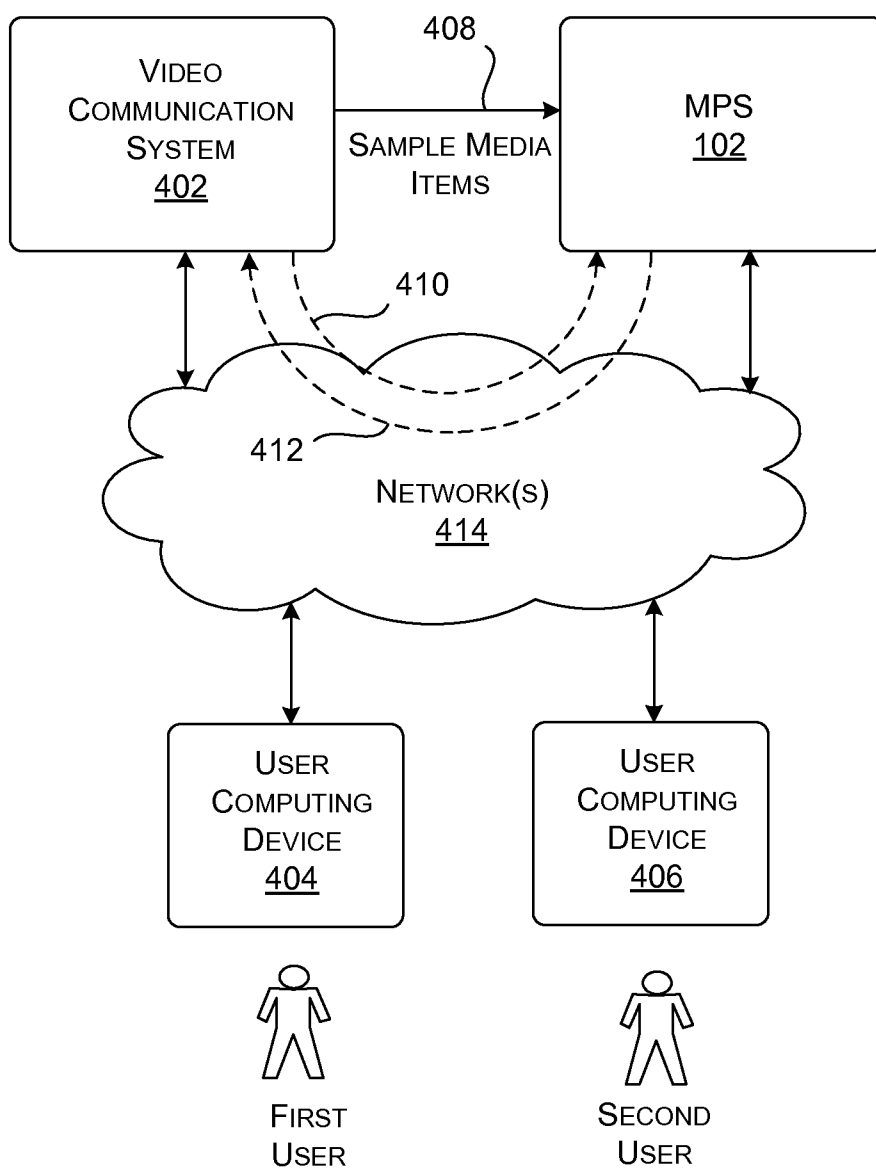 408
VIDEO
COMMUNICATION
SYSTEM
402
SAMPLE MEDIA
ITEMS
MPS
102
410
412
NETWORK(S)
414
USER
COMPUTING
DEVICE
404
USER
COMPUTING
DEVICE
406
FIRST
USER
SECOND
USER